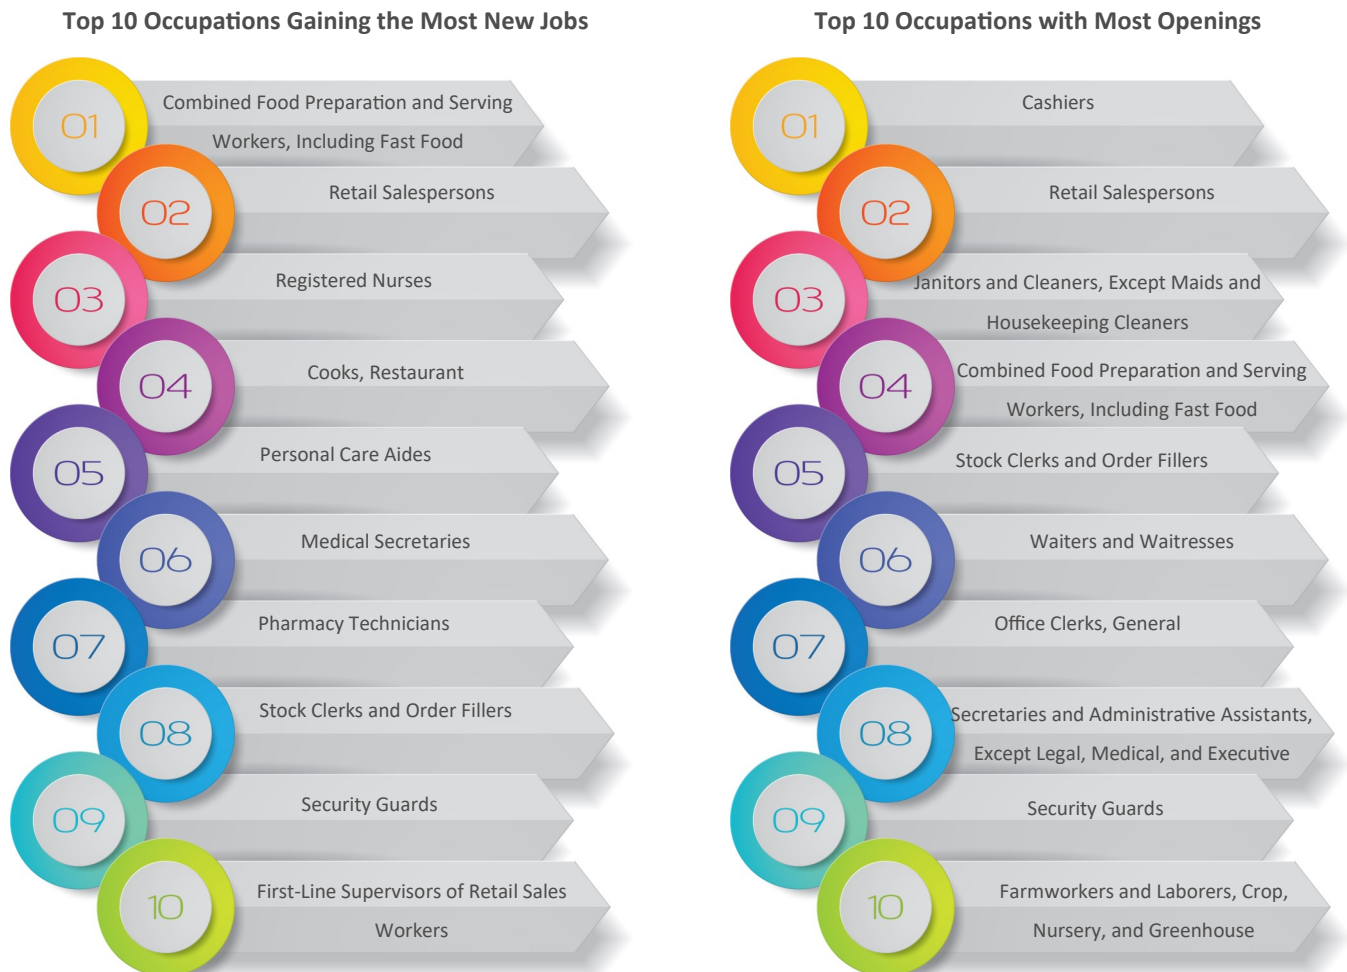 Top 10 Occupations Gaining the Most New Jobs
01
Combined Food Preparation and Serving
Workers, Including Fast Food
02
Retail Salespersons
03
Registered Nurses
04
Cooks, Restaurant
05
Personal Care Aides
06
Medical Secretaries
07
Pharmacy Technicians
08
Stock Clerks and Order Fillers
09
Security Guards
10
First-Line Supervisors of Retail Sales
Workers
Top 10 Occupations with Most Openings
01
Cashiers
02
Retail Salespersons
03
Janitors and Cleaners, Except Maids and
Housekeeping Cleaners
04
Combined Food Preparation and Serving
Workers, Including Fast Food
05
Stock Clerks and Order Fillers
06
Waiters and Waitresses
07
Office Clerks, General
08
Secretaries and Administrative Assistants,
Except Legal, Medical, and Executive
09
Security Guards
10
Farmworkers and Laborers, Crop,
Nursery, and Greenhouse